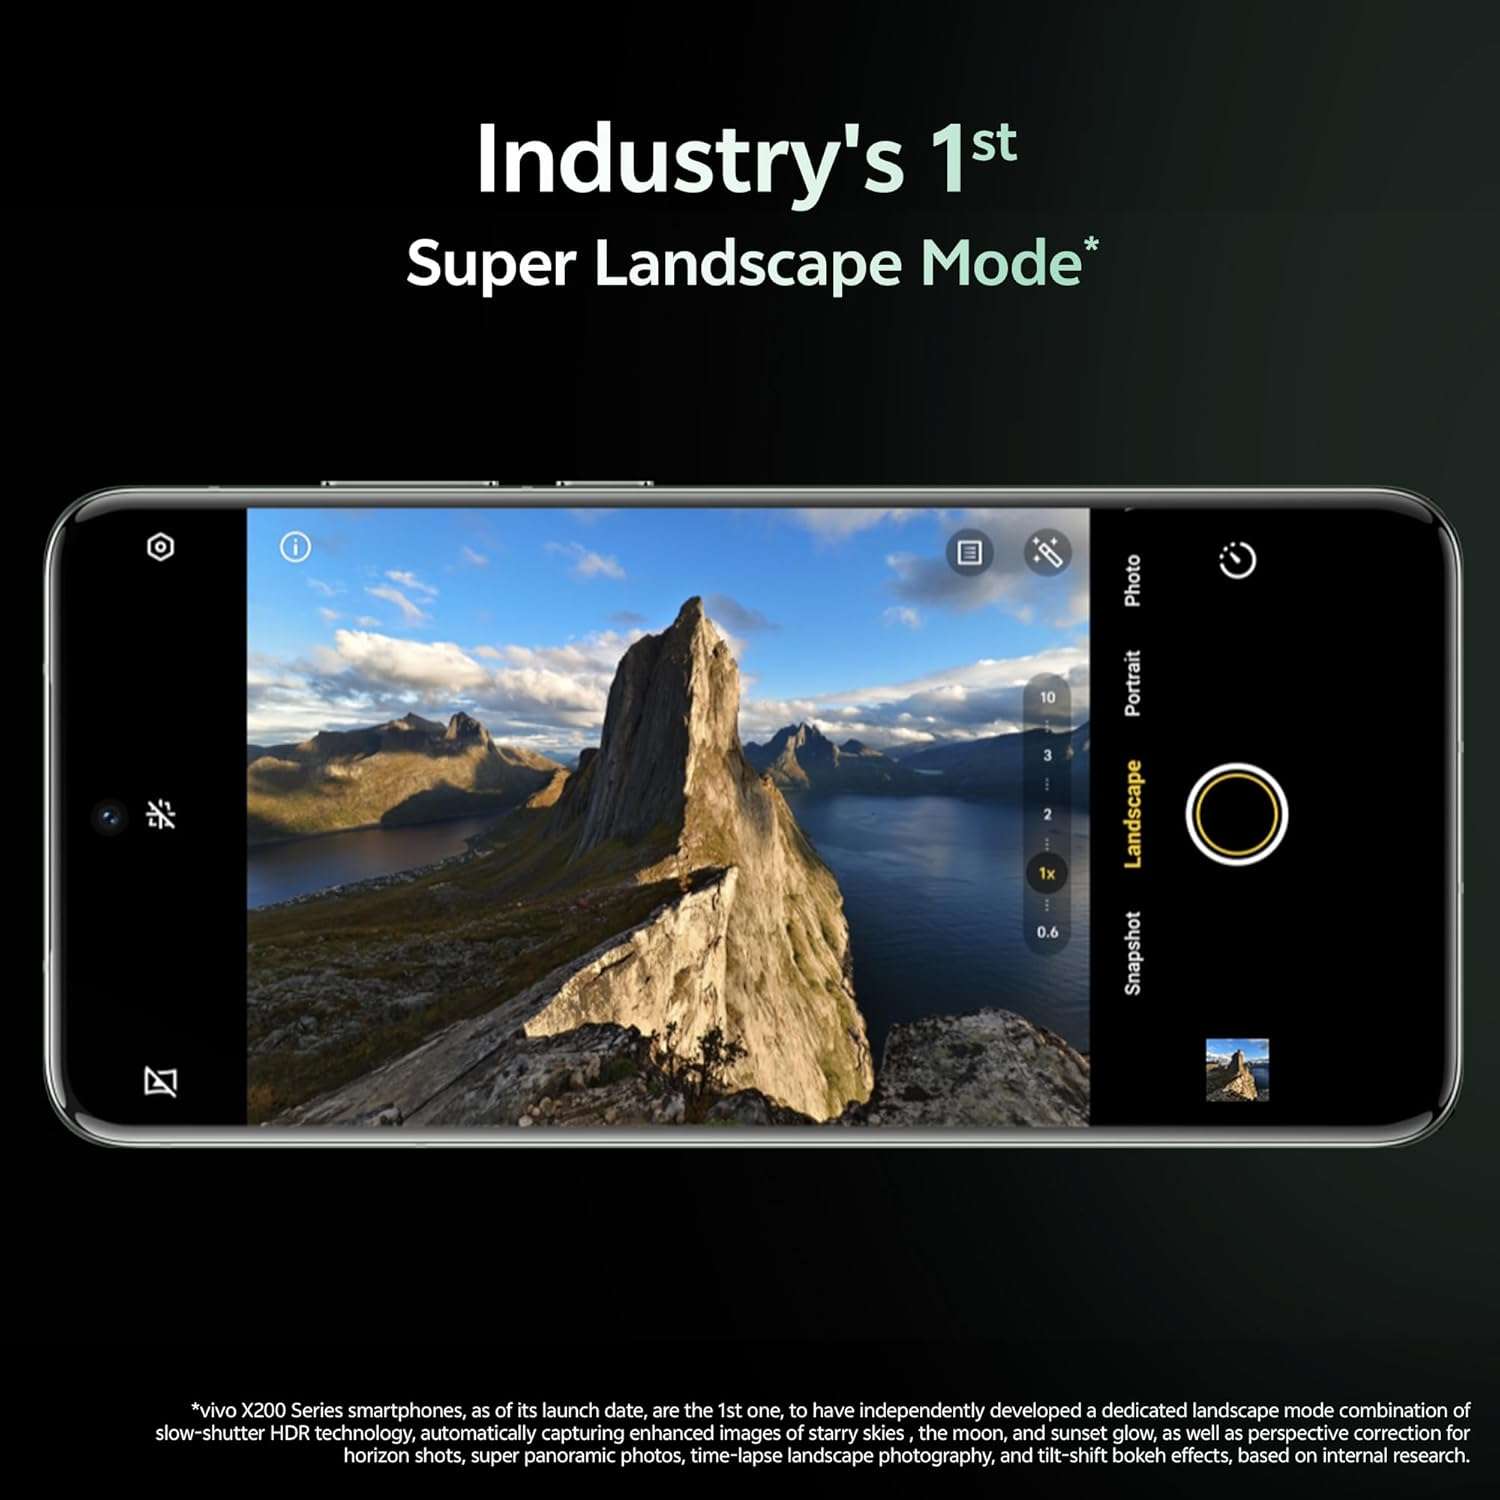 Industry's 1st
Super Landscape Mode*
Photo
Portrait
Landscape
Snapshot
10
3
2
1x
0.6
*vivo X200 Series smartphones, as of its launch date, are the 1st one, to have independently developed a dedicated landscape mode combination of
slow-shutter HDR technology, automatically capturing enhanced images of starry skies , the moon, and sunset glow, as well as perspective correction for
horizon shots, super panoramic photos, time-lapse landscape photography, and tilt-shift bokeh effects, based on internal research.